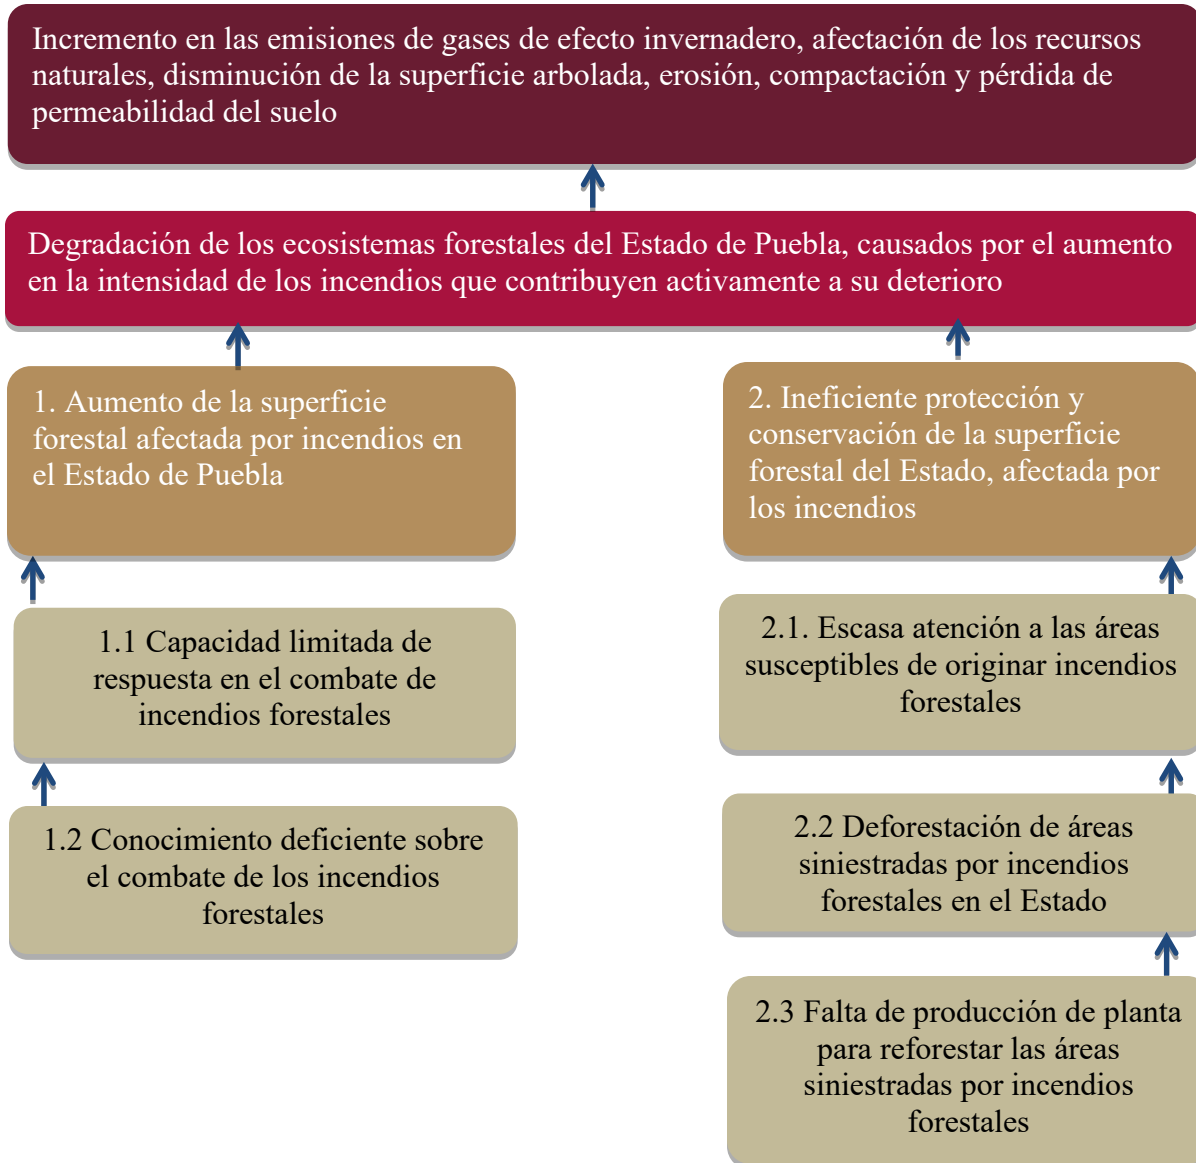 Incremento en las emisiones de gases de efecto invernadero, afectación de los recursos
naturales, disminución de la superficie arbolada, erosión, compactación y pérdida de
permeabilidad del suelo
Degradación de los ecosistemas forestales del Estado de Puebla, causados por el aumento
en la intensidad de los incendios que contribuyen activamente a su deterioro
1. Aumento de la superficie
forestal afectada por incendios en
el Estado de Puebla
1.1 Capacidad limitada de
respuesta en el combate de
incendios forestales
1.2 Conocimiento deficiente sobre
el combate de los incendios
forestales
2. Ineficiente protección y
conservación de la superficie
forestal del Estado, afectada por
los incendios
2.1. Escasa atención a las áreas
susceptibles de originar incendios
forestales
2.2 Deforestación de áreas
siniestradas por incendios
forestales en el Estado
2.3 Falta de producción de planta
para reforestar las áreas
siniestradas por incendios
forestales